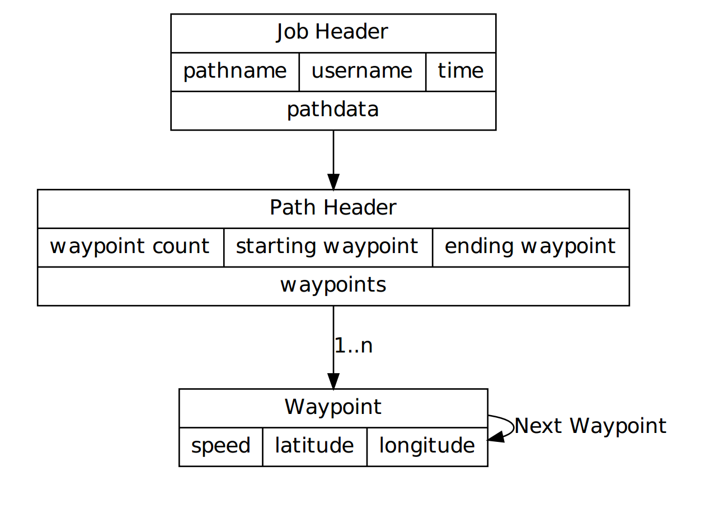 Job Header
pathname username time
pathdata
Path Header
waypoint count starting waypoint ending waypoint
waypoints
1..n
Waypoint
Next Waypoint
speed latitude longitude